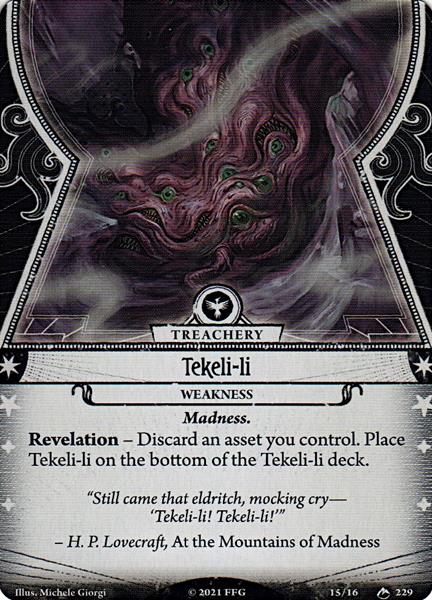 TREACHERY
Tekeli-li
WEAKNESS
Madness.
Revelation – Discard an asset you control. Place
Tekeli-li on the bottom of the Tekeli-li deck.
“Still came that eldritch, mocking cry—
‘Tekeli-li! Tekeli-li!’”
– H. P. Lovecraft, At the Mountains of Madness
Illus. Michele Giorgi © 2021 FFG 15/16 229